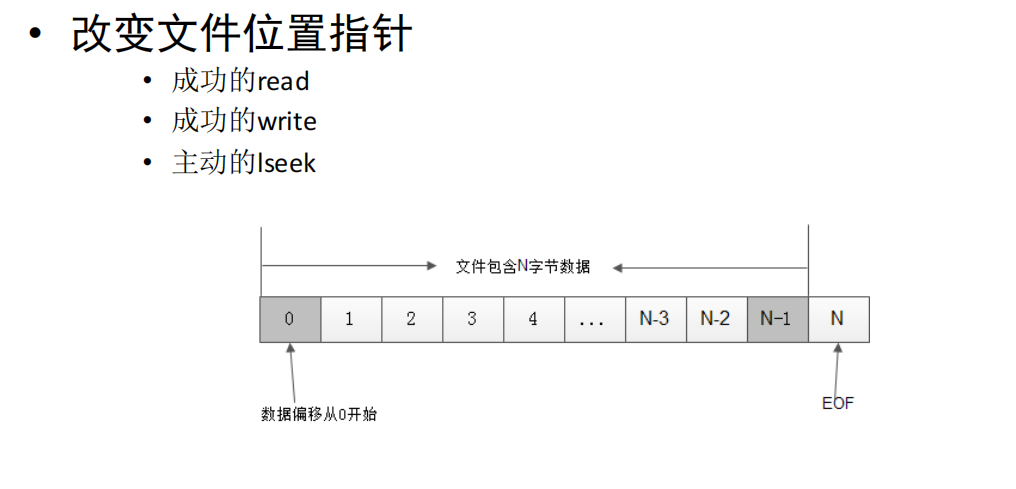 • 改变文件位置指针
• 成功的read
• 成功的write
• 主动的lseek
文件包含N字节数据
0 1 2 3 4 ... N-3 N-2 N-1 N
数据偏移从0开始
EOF